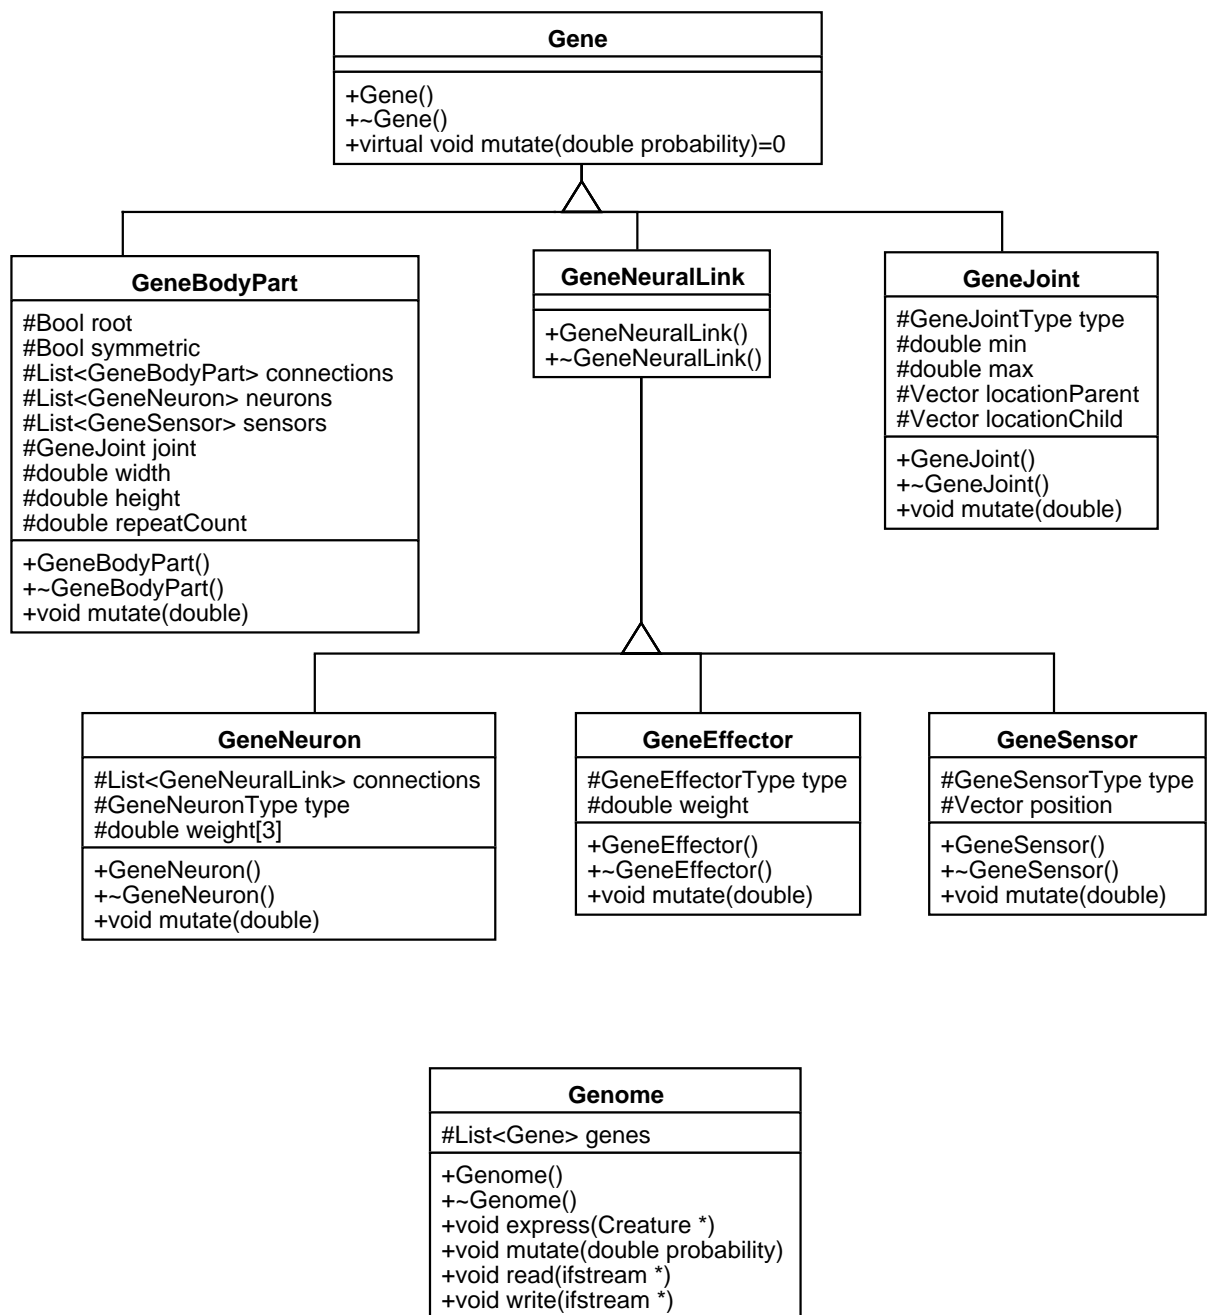 Gene
+Gene()
+~Gene()
+virtual void mutate(double probability)=0
GeneBodyPart
#Bool root
#Bool symmetric
#List<GeneBodyPart> connections
#List<GeneNeuron> neurons
#List<GeneSensor> sensors
#GeneJoint joint
#double width
#double height
#double repeatCount
+GeneBodyPart()
+~GeneBodyPart()
+void mutate(double)
GeneNeuralLink
+GeneNeuralLink()
+~GeneNeuralLink()
GeneJoint
#GeneJointType type
#double min
#double max
#Vector locationParent
#Vector locationChild
+GeneJoint()
+~GeneJoint()
+void mutate(double)
GeneNeuron
#List<GeneNeuralLink> connections
#GeneNeuronType type
#double weight[3]
+GeneNeuron()
+~GeneNeuron()
+void mutate(double)
GeneEffector
#GeneEffectorType type
#double weight
+GeneEffector()
+~GeneEffector()
+void mutate(double)
GeneSensor
#GeneSensorType type
#Vector position
+GeneSensor()
+~GeneSensor()
+void mutate(double)
Genome
#List<Gene> genes
+Genome()
+~Genome()
+void express(Creature *)
+void mutate(double probability)
+void read(ifstream *)
+void write(ifstream *)